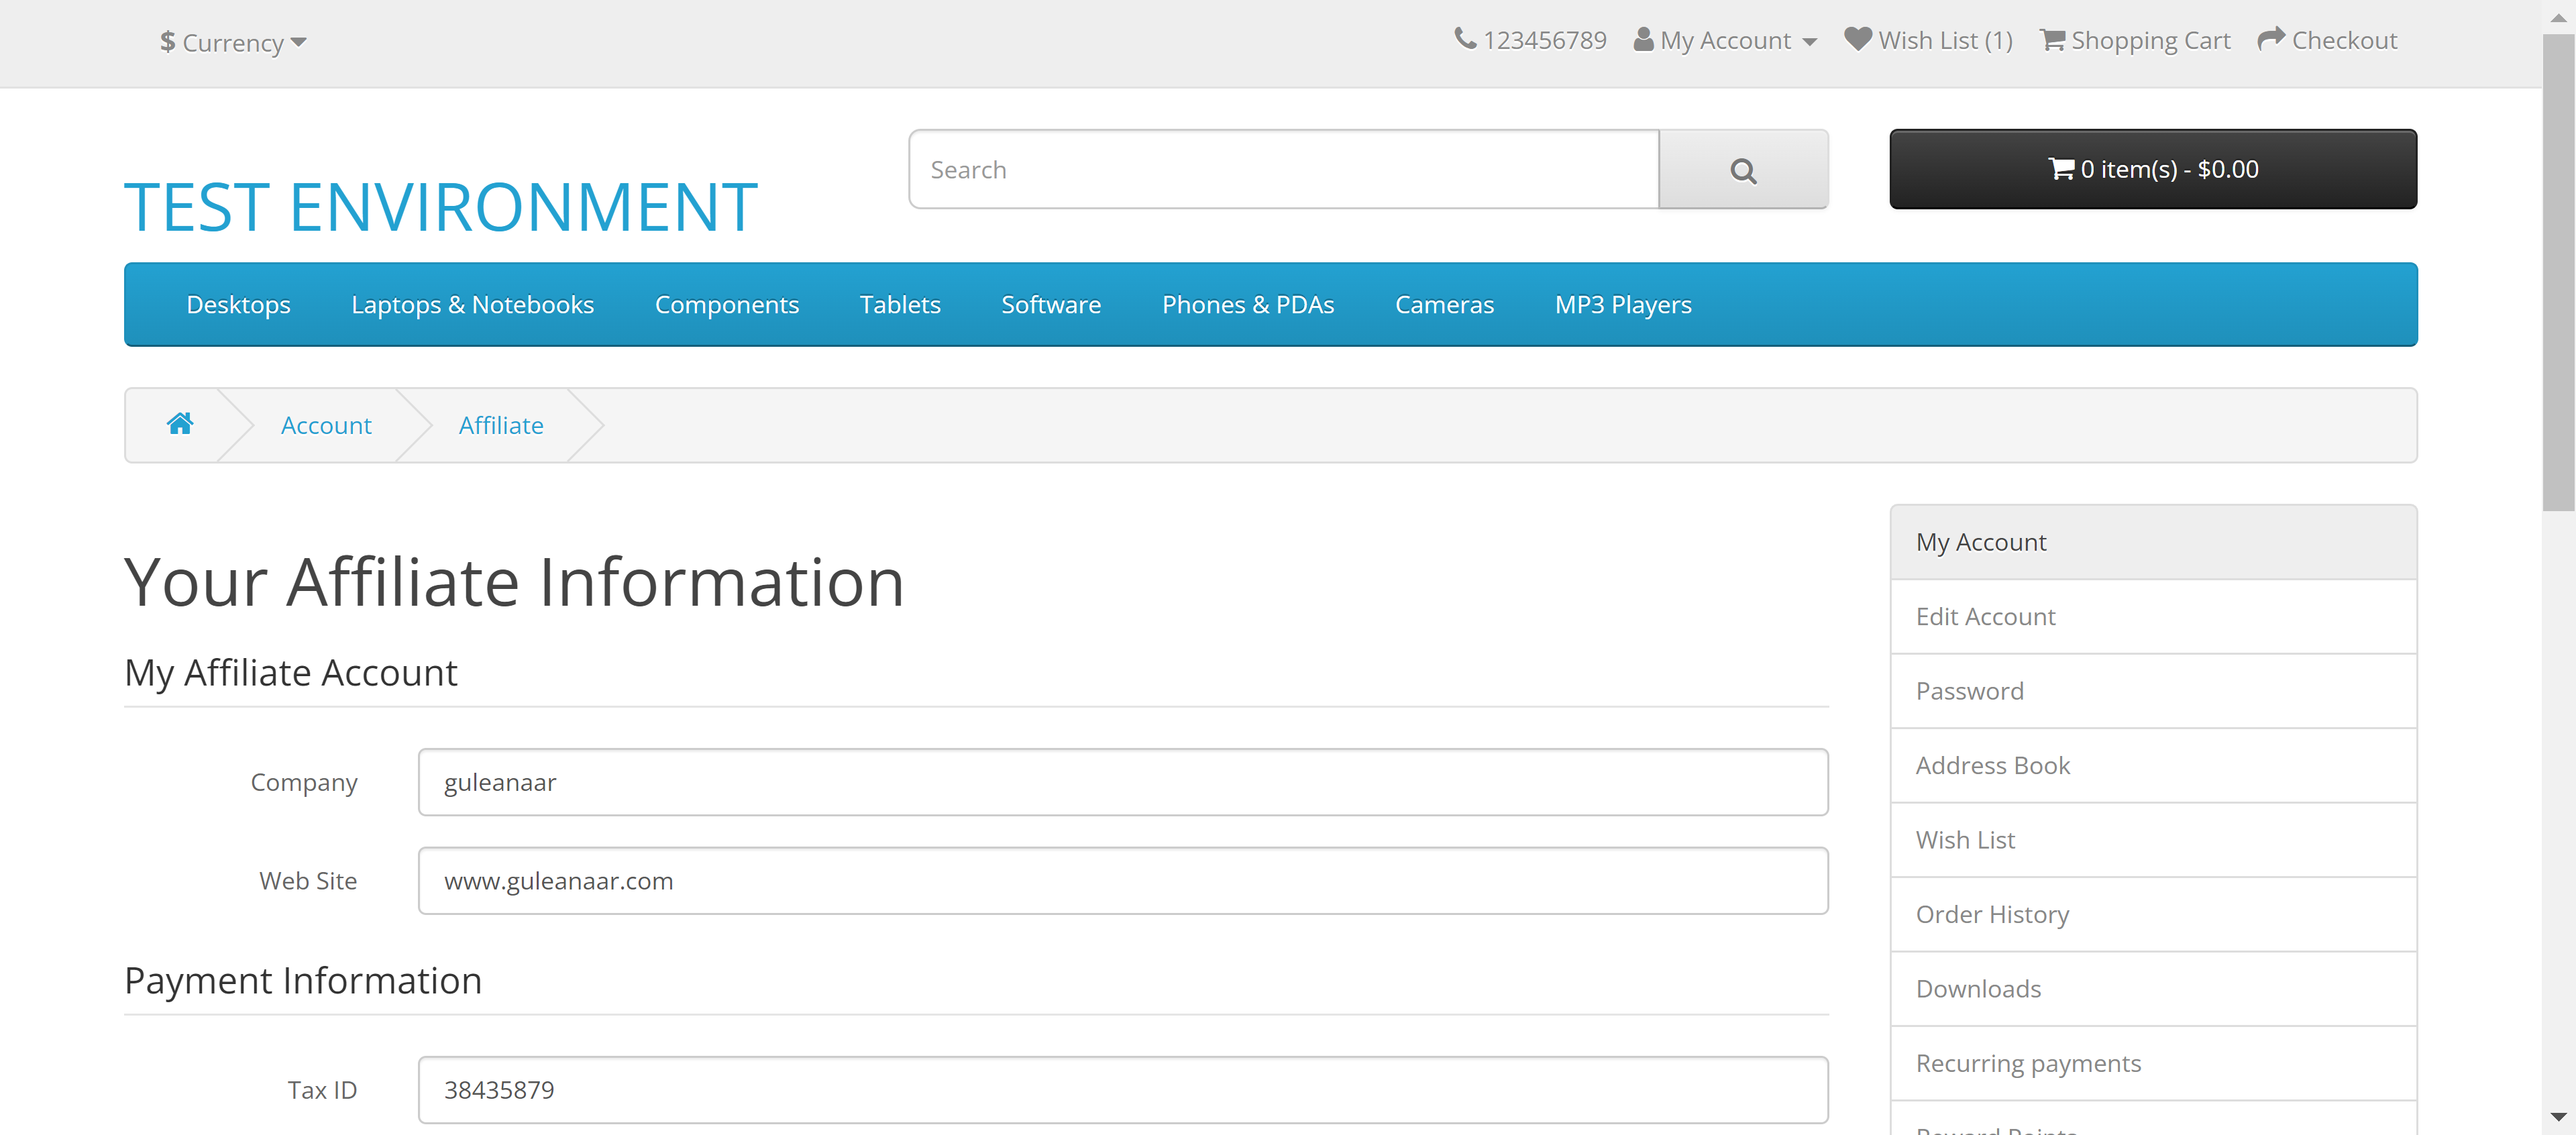 $ Currency
123456789 My Account Wish List (1) Shopping Cart Checkout
TEST ENVIRONMENT
Search
0 item(s) - $0.00
Desktops Laptops & Notebooks Components Tablets Software Phones & PDAs Cameras MP3 Players
Account Affiliate
Your Affiliate Information
My Affiliate Account
Company guleanaar
Web Site www.guleanaar.com
Payment Information
Tax ID 38435879
My Account
Edit Account
Password
Address Book
Wish List
Order History
Downloads
Recurring payments